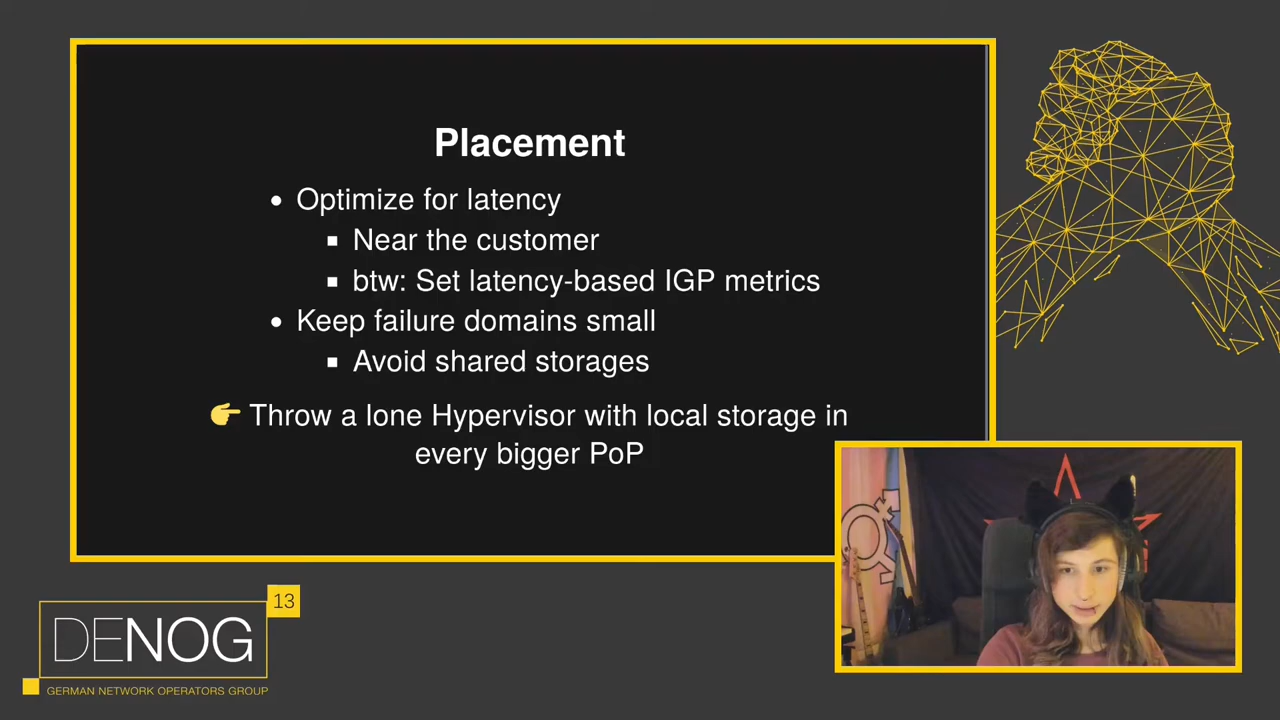 Placement
• Optimize for latency
▪ Near the customer
▪ btw: Set latency-based IGP metrics
• Keep failure domains small
▪ Avoid shared storages
👉 Throw a lone Hypervisor with local storage in
every bigger PoP
13
DENOG
GERMAN NETWORK OPERATORS GROUP